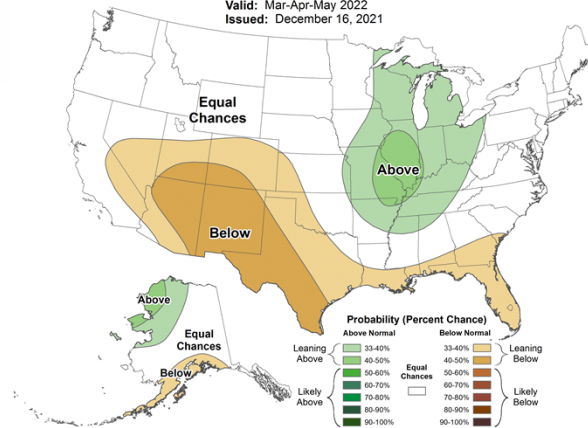 Valid: Mar-Apr-May 2022
Issued: December 16, 2021
Equal
Chances
Above
Below
Above
Equal
Chances
Below
Probability (Percent Chance)
Above Normal
Below Normal
Leaning
Above
33-40%
40-50%
Likely
Above
50-60%
60-70%
70-80%
80-90%
90-100%
Equal
Chances
33-40%
40-50%
Leaning
Below
50-60%
60-70%
70-80%
80-90%
90-100%
Likely
Below